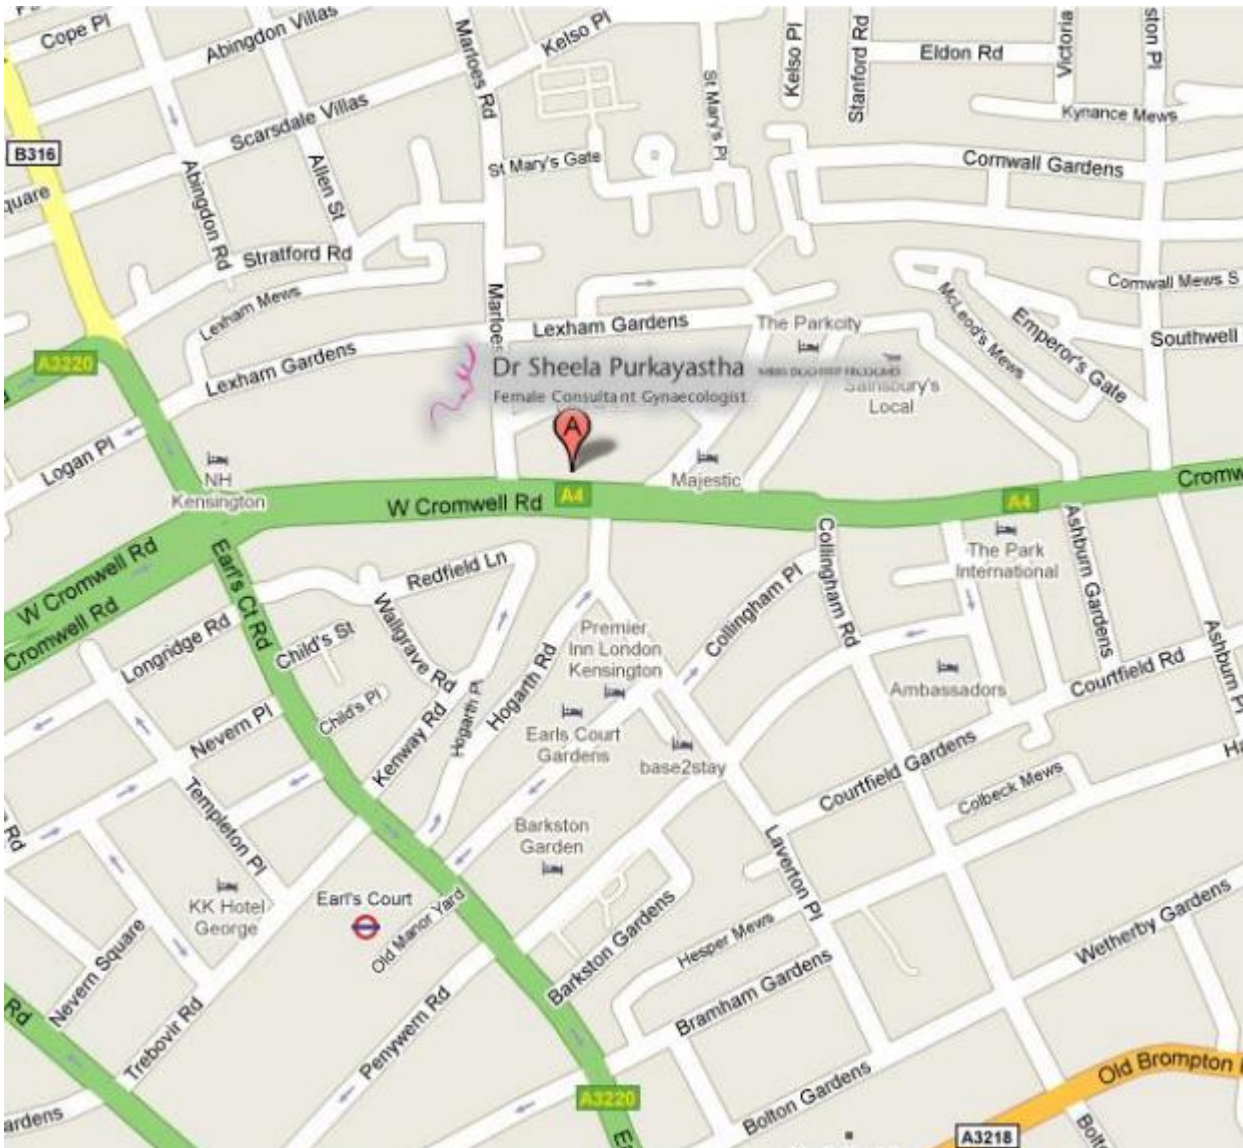 Cope Pl
Abingdon Villas
Marloes Rd
Kelso Pl
St Mary's Pl
Kelso Pl
Stanford Rd
Eldon Rd
Victoria
ston Pl
Kynance Mews
Scarsdale Villas
B316
Abingdon Rd
Allen St
St Mary's Gate
Cornwall Gardens
quare
Stratford Rd
Lexham Mews
Marloes
Cornwall Mews S
McLeod's Mews
Emperor's Gate
Southwell
Lexham Gardens
The Parkcity
A3220
Lexham Gardens
Dr Sheela Purkayastha
Female Consultant Gynaecologist
Sainsbury's
Local
A
Logan Pl
NH
Kensington
Majestic
W Cromwell Rd
A4
A4
Cromw
W Cromwell Rd
Cromwell Rd
Earl's Ct Rd
Redfield Ln
Collingham Rd
The Park
International
Ashburn Gardens
Longridge Rd
Child's St
Wallgrave Rd
Premier
Inn London
Kensington
Collingham Pl
Ashburn Pl
Nevern Pl
Child's Pl
Kenway Rd
Hogarth Pl
Hogarth Rd
Ambassadors
Courtfield Rd
Earls Court
Gardens
base2stay
Courtfield Gardens
Ha
Colbeck Mews
Rd
Templeton Pl
Barkston
Garden
Laverton Pl
KK Hotel
George
Earl's Court
Old Manor Yard
Barkston Gardens
Hesper Mews
Wetherby Gardens
Nevern Square
Rd
Trebovir Rd
Penywern Rd
Bramham Gardens
Old Brompton
A3220
Bolton Gardens
ardens
A3218
Bolt
E